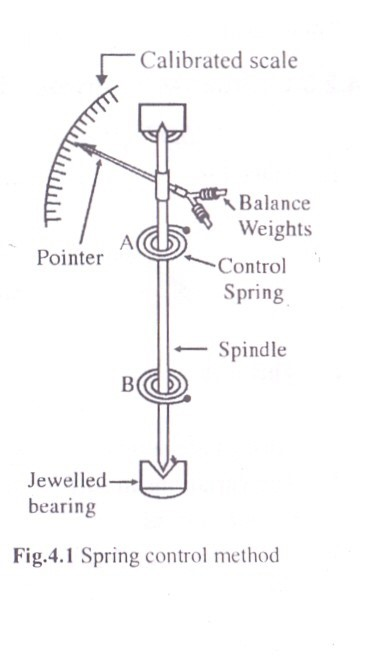 Calibrated scale
Balance
Weights
A
Pointer
Control
Spring
Spindle
B
Jewelled
bearing
Fig.4.1 Spring control method